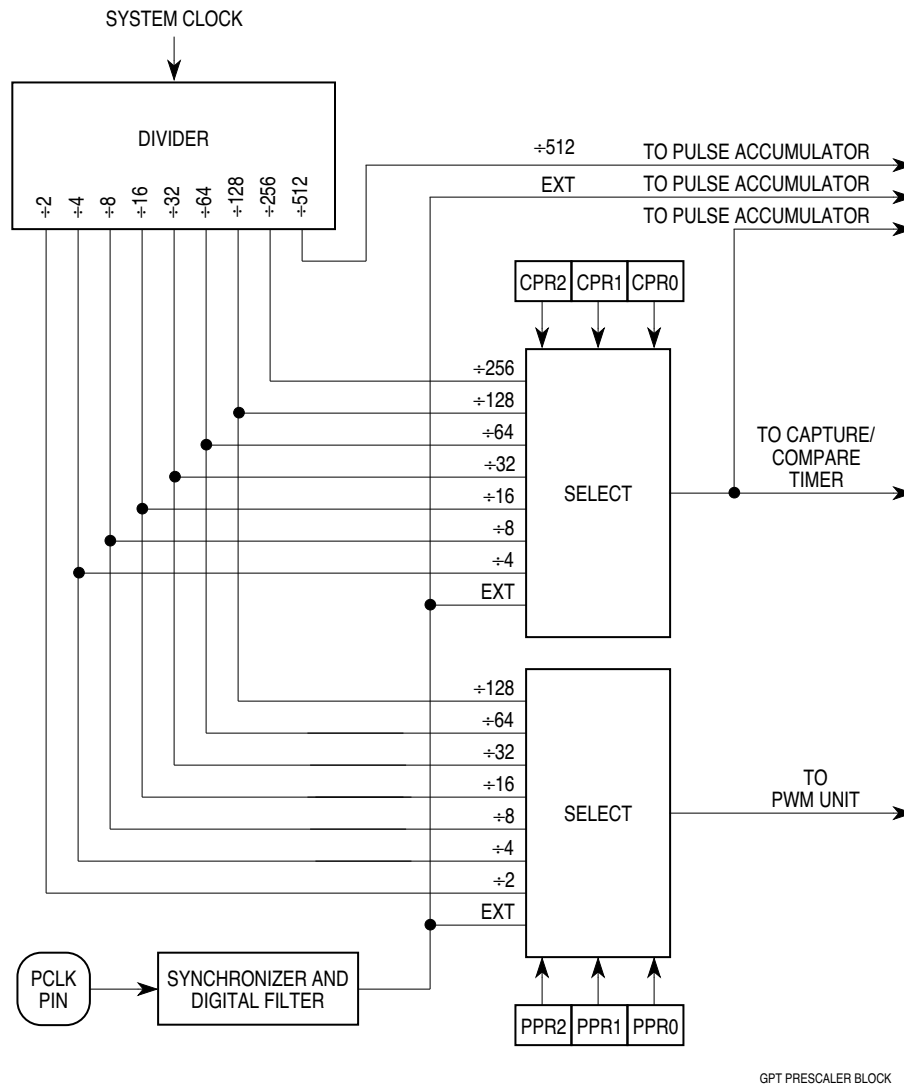 SYSTEM CLOCK
DIVIDER
÷2
÷4
÷8
÷16
÷32
÷64
÷128
÷256
÷512
÷512
TO PULSE ACCUMULATOR
EXT
TO PULSE ACCUMULATOR
TO PULSE ACCUMULATOR
CPR2
CPR1
CPR0
÷256
÷128
÷64
÷32
÷16
÷8
÷4
EXT
SELECT
TO CAPTURE/
COMPARE
TIMER
÷128
÷64
÷32
÷16
÷8
÷4
÷2
EXT
SELECT
TO
PWM UNIT
PCLK
PIN
SYNCHRONIZER AND
DIGITAL FILTER
PPR2
PPR1
PPR0
GPT PRESCALER BLOCK